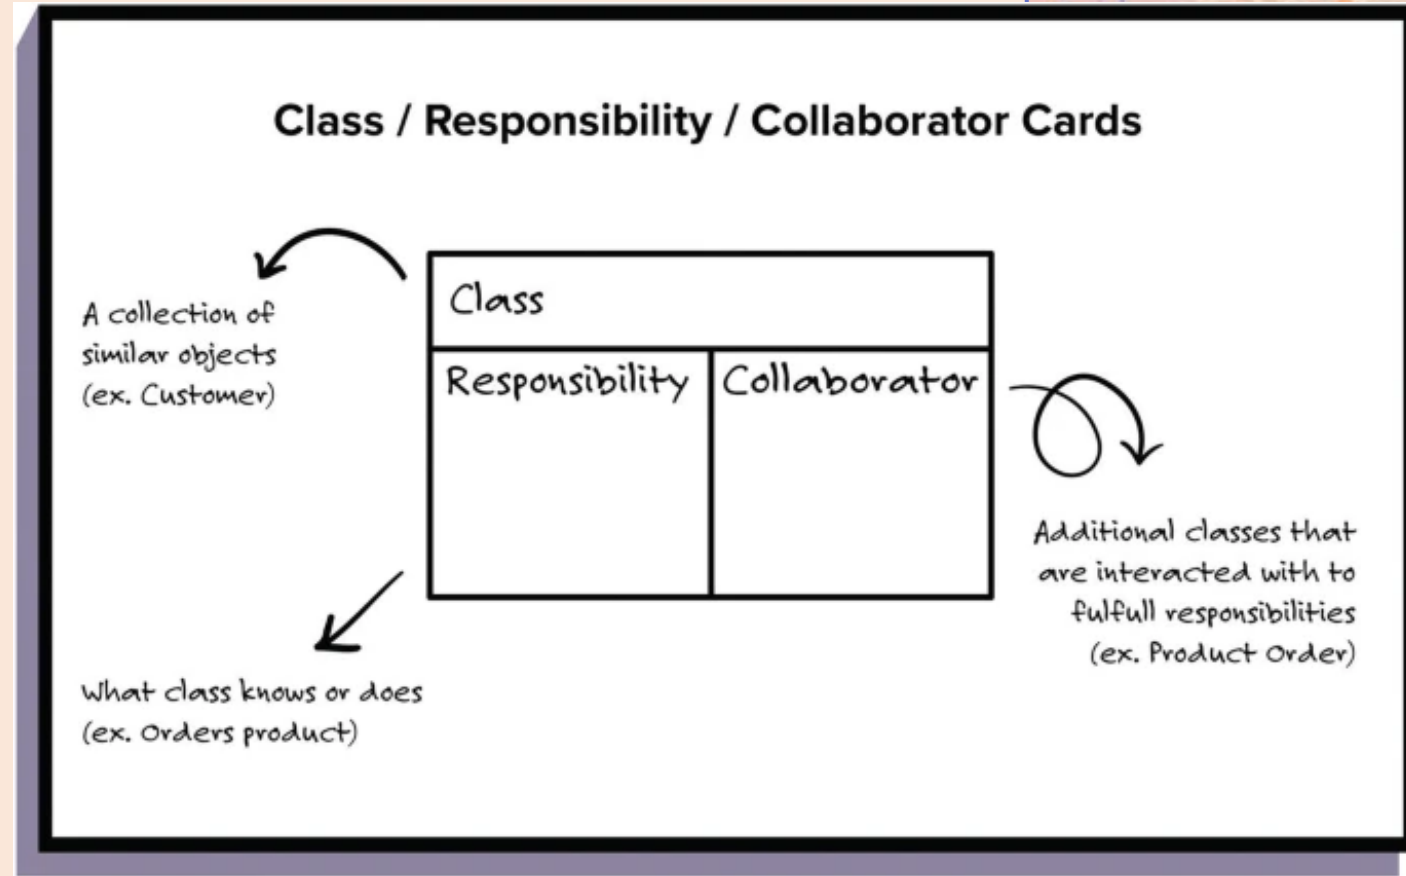 Class / Responsibility / Collaborator Cards
A collection of
similar objects
(ex. Customer)
Class
Responsibility
Collaborator
Additional classes that
are interacted with to
fulfull responsibilities
(ex. Product Order)
What class knows or does
(ex. Orders product)